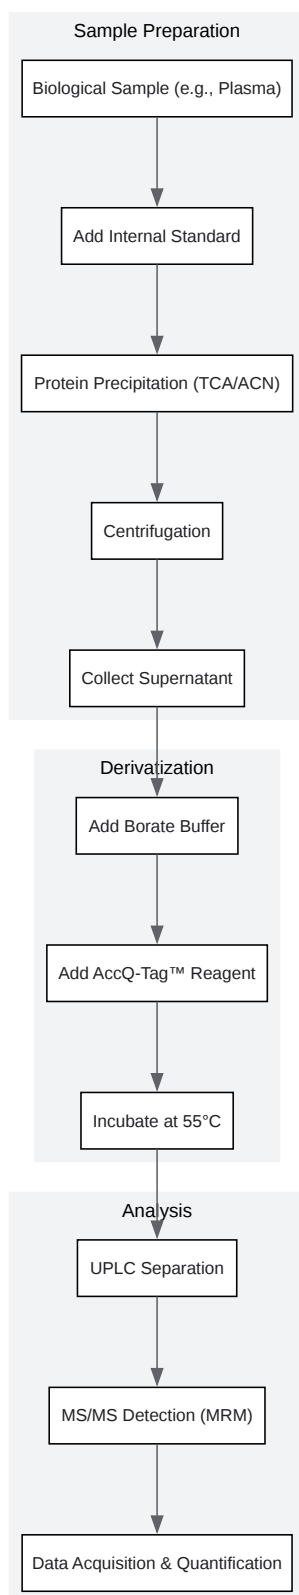 Sample Preparation
Biological Sample (e.g., Plasma)
Add Internal Standard
Protein Precipitation (TCA/ACN)
Centrifugation
Collect Supernatant
Derivatization
Add Borate Buffer
Add AccQ-Tag™ Reagent
Incubate at 55°C
Analysis
UPLC Separation
MS/MS Detection (MRM)
Data Acquisition & Quantification